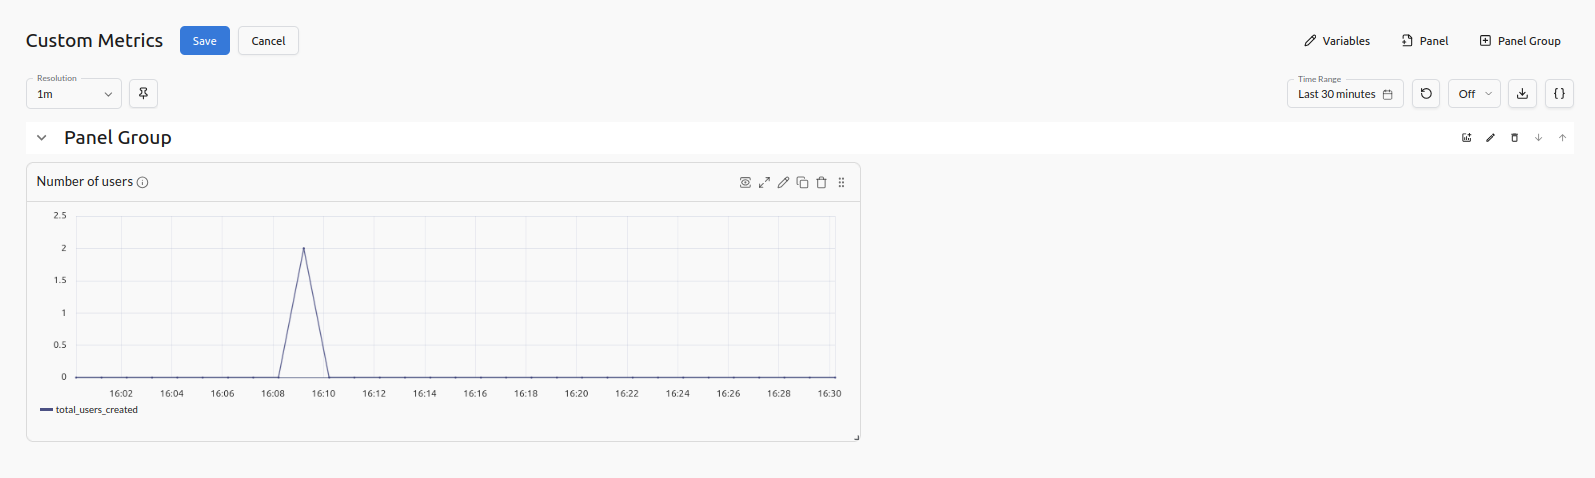 Custom Metrics Save Cancel Variables Panel Panel Group
Resolution
1m
Time Range
Last 30 minutes
Off
Panel Group
Number of users
2.5
2
1.5
1
0.5
0
16:02 16:04 16:06 16:08 16:10 16:12 16:14 16:16 16:18 16:20 16:22 16:24 16:26 16:28 16:30
total_users_created